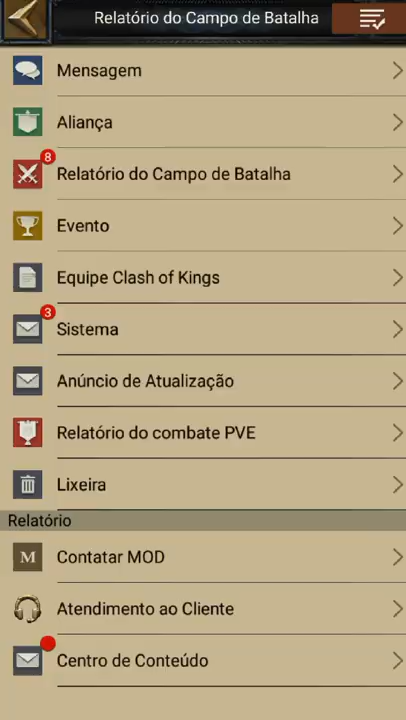 Relatório do Campo de Batalha
Mensagem
Aliança
8
Relatório do Campo de Batalha
Evento
Equipe Clash of Kings
3
Sistema
Anúncio de Atualização
Relatório do combate PVE
Lixeira
Relatório
M
Contatar MOD
Atendimento ao Cliente
Centro de Conteúdo